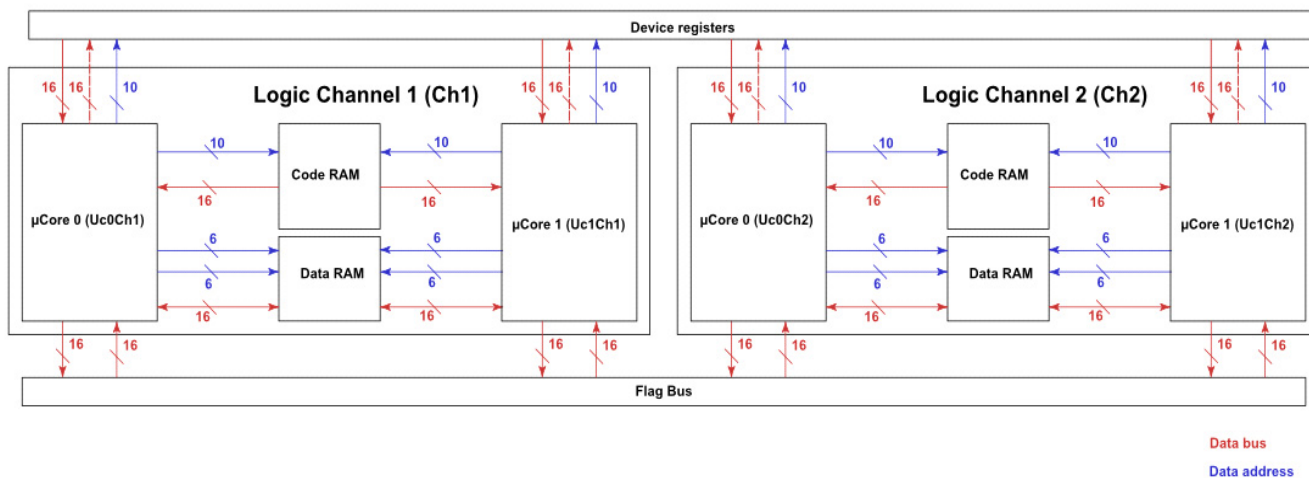 Device registers
16 16 10 16 16 10 16 16 10 16 16 10
Logic Channel 1 (Ch1) Logic Channel 2 (Ch2)
10 10 10 10
Code RAM Code RAM
16 16 16 16
µCore 0 (Uc0Ch1) µCore 1 (Uc1Ch1) µCore 0 (Uc0Ch2) µCore 1 (Uc1Ch2)
6 6 6 6
Data RAM Data RAM
6 6 6 6
16 16 16 16
16 16 16 16 16 16 16 16
Flag Bus
Data bus
Data address